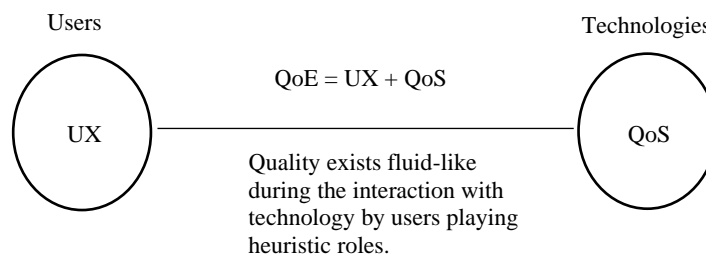 Users
Technologies
QoE = UX + QoS
UX
QoS
Quality exists fluid-like
during the interaction with
technology by users playing
heuristic roles.